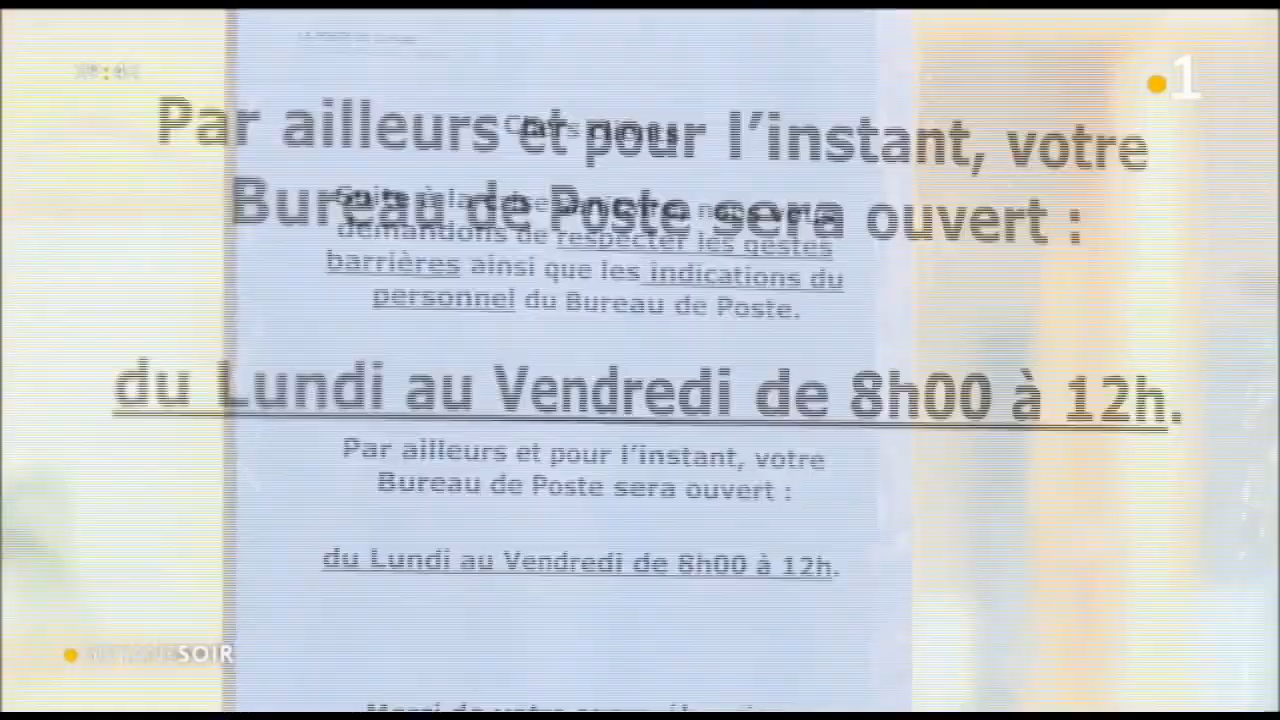 1
Par ailleurs et pour l’instant, votre
Bureau de Poste sera ouvert :
demandons de respecter les gestes
barrières ainsi que les indications du
personnel du Bureau de Poste.
du Lundi au Vendredi de 8h00 à 12h.
Par ailleurs et pour l’instant, votre
Bureau de Poste sera ouvert :
du Lundi au Vendredi de 8h00 à 12h.
SOIR